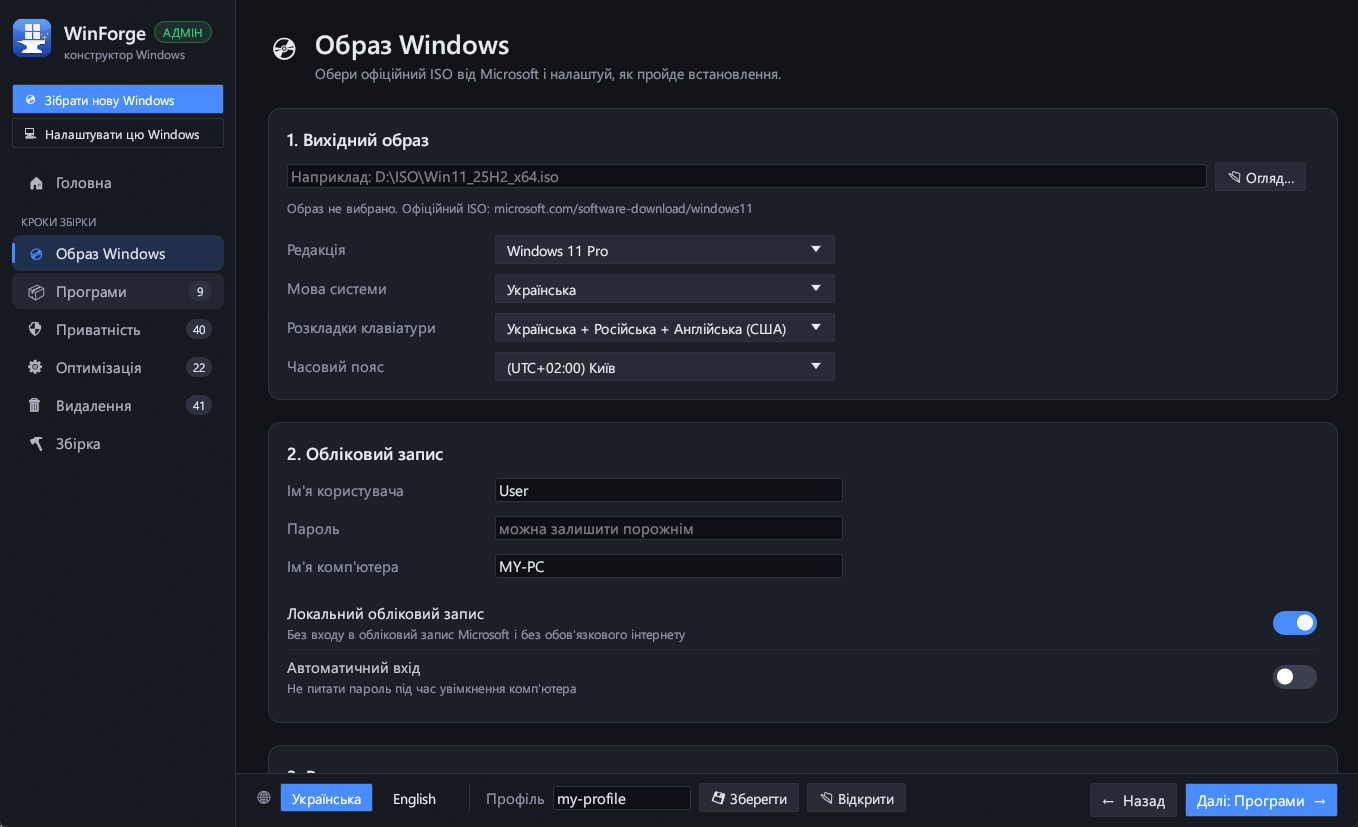 WinForge АДМІН
конструктор Windows
Зібрати нову Windows
Налаштувати цю Windows
Головна
КРОКИ ЗБІРКИ
Образ Windows
Програми 9
Приватність 40
Оптимізація 22
Видалення 41
Збірка
Образ Windows
Обери офіційний ISO від Microsoft і налаштуй, як пройде встановлення.
1. Вихідний образ
Наприклад: D:\ISO\Win11_25H2_x64.iso
Огляд...
Образ не вибрано. Офіційний ISO: microsoft.com/software-download/windows11
Редакція Windows 11 Pro
Мова системи Українська
Розкладки клавіатури Українська + Російська + Англійська (США)
Часовий пояс (UTC+02:00) Київ
2. Обліковий запис
Ім'я користувача User
Пароль можна залишити порожнім
Ім'я комп'ютера MY-PC
Локальний обліковий запис
Без входу в обліковий запис Microsoft і без обов'язкового інтернету
Автоматичний вхід
Не питати пароль під час увімкнення комп'ютера
Українська English Профіль my-profile Зберегти Відкрити ← Назад Далі: Програми →